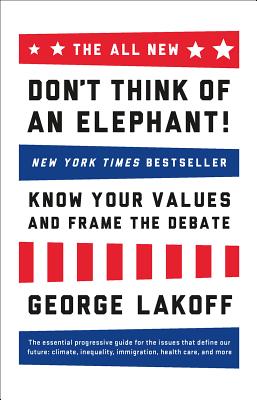 THE ALL NEW
DON'T THINK OF
AN ELEPHANT!
NEW YORK TIMES BESTSELLER
KNOW YOUR VALUES
AND FRAME THE DEBATE
GEORGE LAKOFF
The essential progressive guide for the issues that define our
future: climate, inequality, immigration, health care, and more